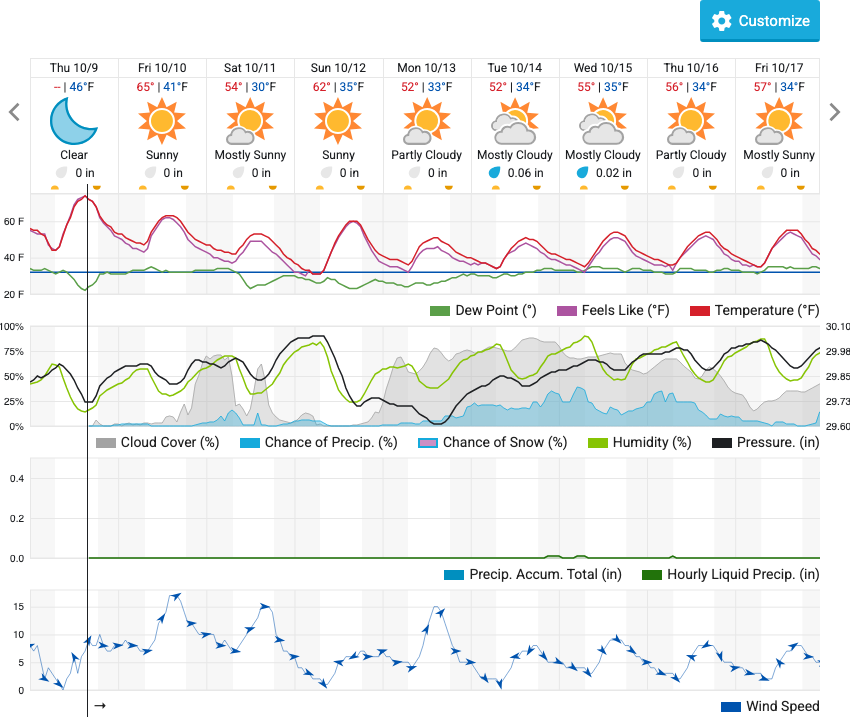 Customize
Thu 10/9 Fri 10/10 Sat 10/11 Sun 10/12 Mon 10/13 Tue 10/14 Wed 10/15 Thu 10/16 Fri 10/17
-- | 46°F 65° | 41°F 54° | 30°F 62° | 35°F 52° | 33°F 52° | 34°F 55° | 35°F 56° | 34°F 57° | 34°F
Clear Sunny Mostly Sunny Sunny Partly Cloudy Mostly Cloudy Mostly Cloudy Partly Cloudy Mostly Sunny
0 in 0 in 0 in 0 in 0 in 0.06 in 0.02 in 0 in 0 in
60 F
40 F
20 F
Dew Point (°) Feels Like (°F) Temperature (°F)
100% 30.10
75% 29.98
50% 29.85
25% 29.73
0% 29.60
Cloud Cover (%) Chance of Precip. (%) Chance of Snow (%) Humidity (%) Pressure. (in)
0.4
0.2
0.0
Precip. Accum. Total (in) Hourly Liquid Precip. (in)
15
10
5
0
→
Wind Speed